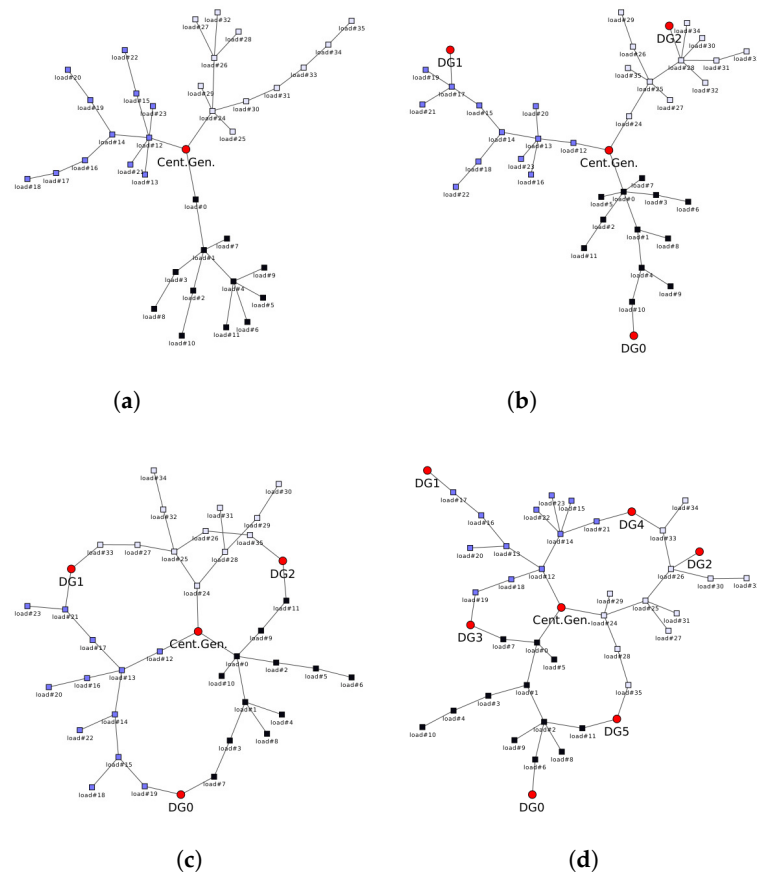 load#32
load#27
load#35
load#28
load#34
load#22
load#26
load#33
load#20
load#29
load#31
load#15
load#30
load#19
load#23
load#24
load#25
load#14
load#12
Cent.Gen.
load#16
load#21
load#17
load#18
load#13
load#0
load#7
load#1
load#3
load#9
load#4
load#2
load#5
load#8
load#6
load#11
load#10
(a)
load#29
DG2
load#34
load#30
load#26
DG1
load#28
load#31
load#3
load#19
load#35
load#25
load#17
load#32
load#21
load#15
load#27
load#20
load#24
load#14
load#13
load#12
Cent.Gen.
load#18
load#23
load#16
load#7
load#22
load#5
load#0
load#3
load#6
load#2
load#1
load#8
load#11
load#4
load#9
load#10
DG0
(b)
load#34
load#30
load#32
load#31
load#29
load#26
load#35
load#33
load#27
load#25
load#28
DG1
DG2
load#24
load#23
load#21
load#11
load#17
Cent.Gen.
load#9
load#12
load#13
load#0
load#2
load#20
load#16
load#10
load#5
load#6
load#1
load#14
load#4
load#22
load#8
load#3
load#15
load#7
load#18
load#19
DG0
(c)
DG1
load#17
load#23
load#15
load#34
load#16
load#22
DG4
load#21
load#14
load#33
load#20
load#13
DG2
load#12
load#26
load#30
load#3
load#18
load#19
load#29
load#25
Cent.Gen.
load#24
load#31
DG3
load#27
load#7
load#0
load#5
load#28
load#1
load#35
load#3
load#4
load#10
DG5
load#2
load#11
load#9
load#8
load#6
DG0
(d)